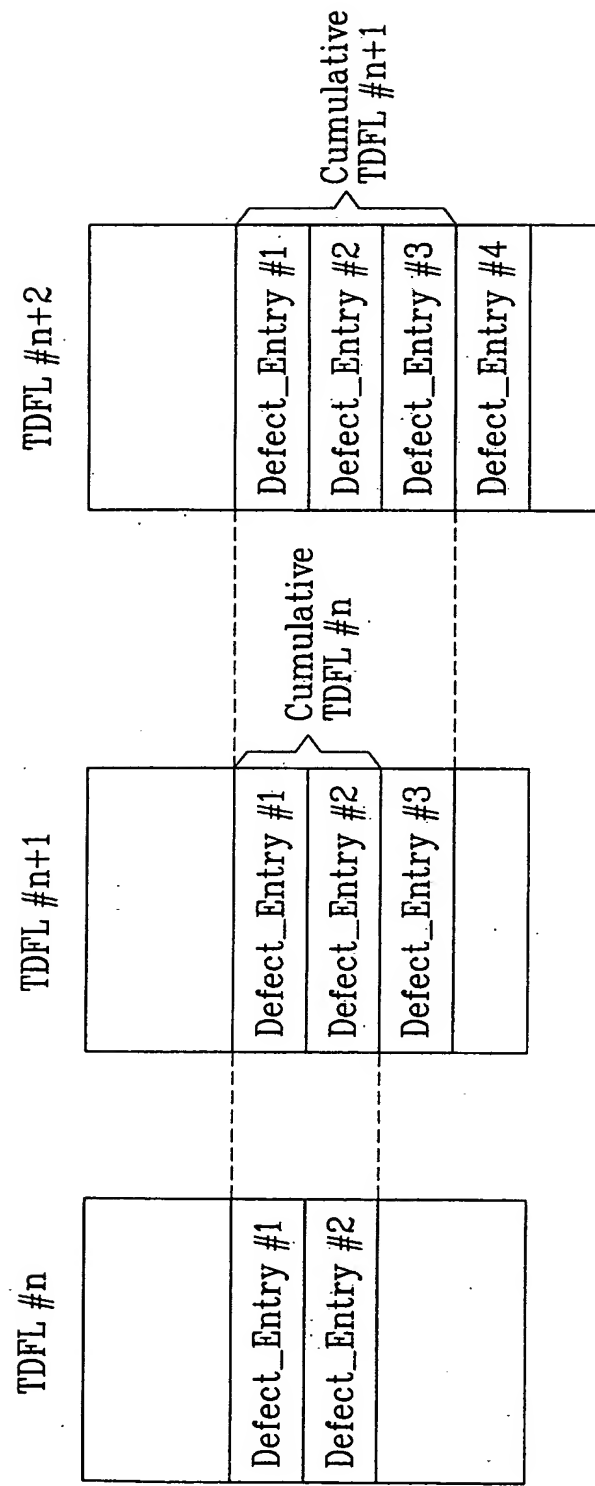 TDFL #n
Defect_Entry #1
Defect_Entry #2
TDFL #n+1
Defect_Entry #1
Defect_Entry #2
Defect_Entry #3
Cumulative
TDFL #n
TDFL #n+2
Defect_Entry #1
Defect_Entry #2
Defect_Entry #3
Defect_Entry #4
Cumulative
TDFL #n+1